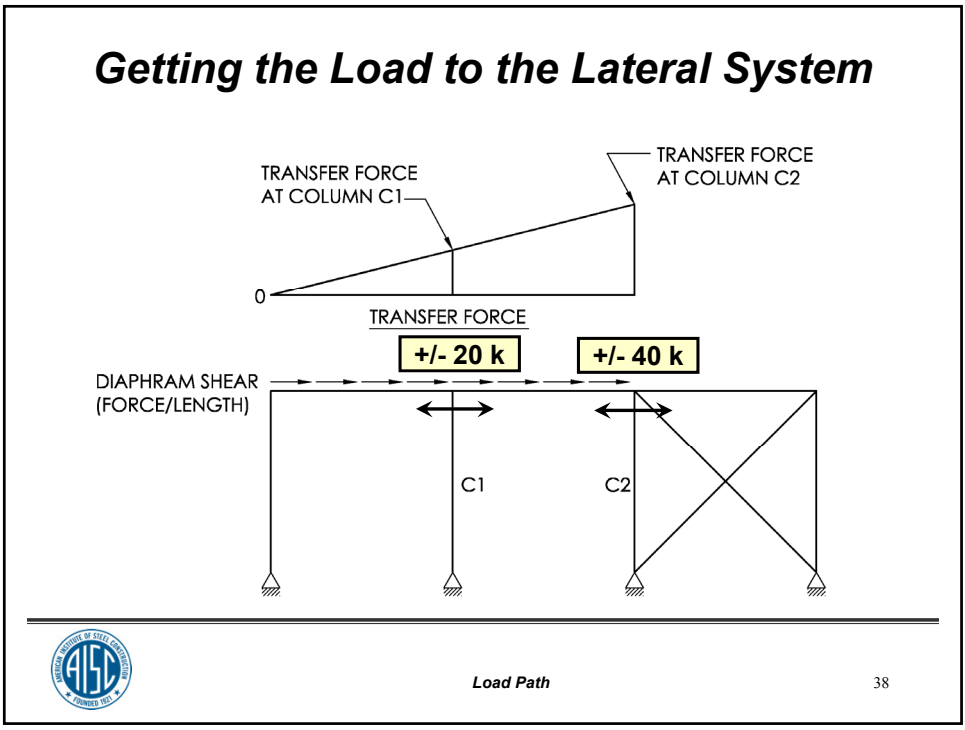 Getting the Load to the Lateral System
TRANSFER FORCE
AT COLUMN C1
TRANSFER FORCE
AT COLUMN C2
0
TRANSFER FORCE
+/- 20 k
+/- 40 k
DIAPHRAM SHEAR
(FORCE/LENGTH)
C1
C2
AMERICAN INSTITUTE OF STEEL CONSTRUCTION
AISC
FOUNDED 1921
Load Path
38